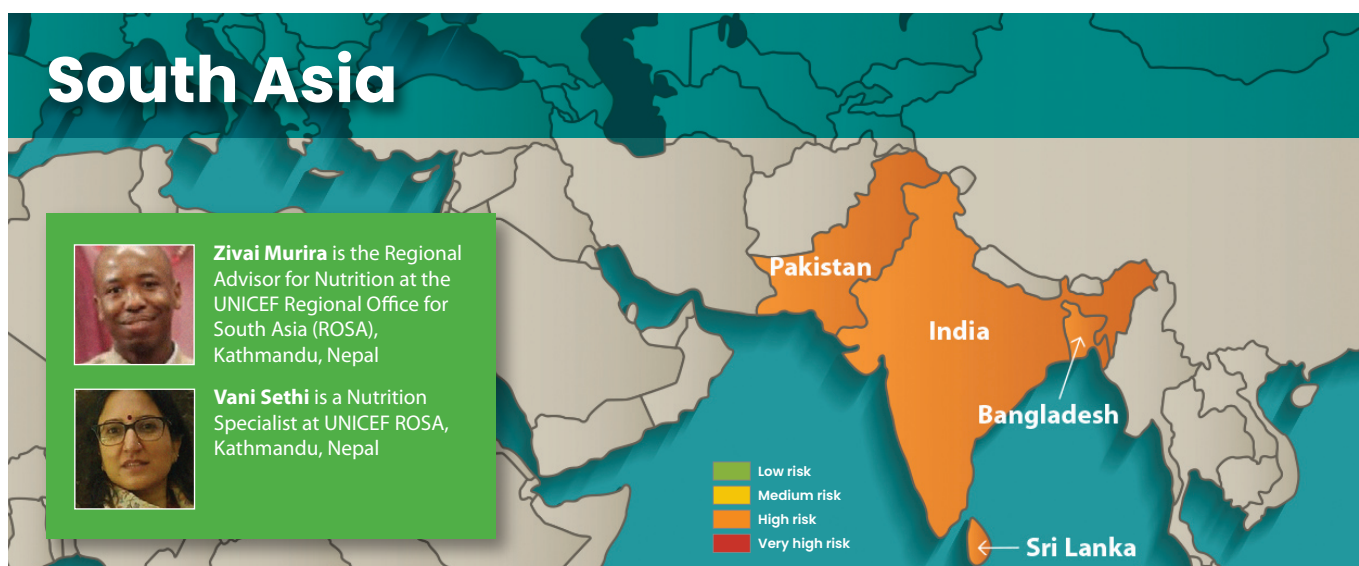 South Asia
Zivai Murira is the Regional
Advisor for Nutrition at the
UNICEF Regional Office for
South Asia (ROSA),
Kathmandu, Nepal
Vani Sethi is a Nutrition
Specialist at UNICEF ROSA,
Kathmandu, Nepal
Pakistan
India
Bangladesh
Low risk
Medium risk
High risk
Very high risk
Sri Lanka